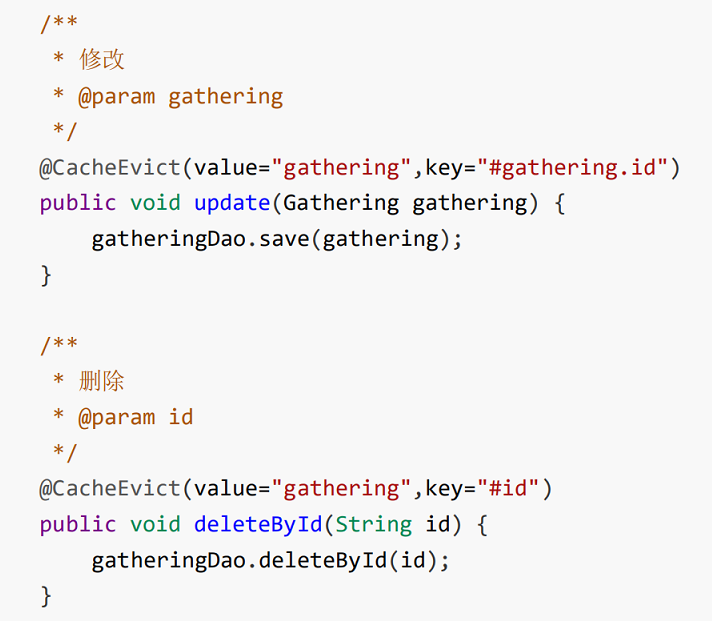 /**
 * 修改
 * @param gathering
 */
@CacheEvict(value="gathering",key="#gathering.id")
public void update(Gathering gathering) {
    gatheringDao.save(gathering);
}
/**
 * 删除
 * @param id
 */
@CacheEvict(value="gathering",key="#id")
public void deleteById(String id) {
    gatheringDao.deleteById(id);
}